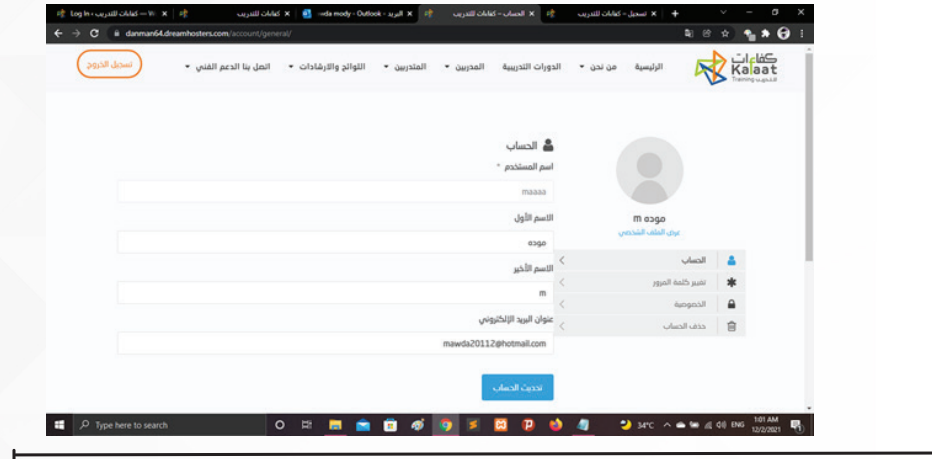 Log In ‹ كفاءات للتدريب — W
كفاءات للتدريب
البريد - moda mody - Outlook
الحساب – كفاءات للتدريب
تسجيل – كفاءات للتدريب
danman64.dreamhosters.com/account/general/
كفاءات
Kafaat
Training للتدريب
الرئيسية
من نحن
الدورات التدريبية
المدربين
المتدربين
اللوائح والارشادات
اتصل بنا الدعم الفني
تسجيل الخروج
موده m
عرض الملف الشخصي
الحساب
تغيير كلمة المرور
الخصوصية
حذف الحساب
الحساب
اسم المستخدم *
maaaa
الاسم الأول
موده
الاسم الأخير
m
عنوان البريد الإلكتروني
mawda20112@hotmail.com
تحديث الحساب
Type here to search
34°C
ENG
1:01 AM
12/2/2021